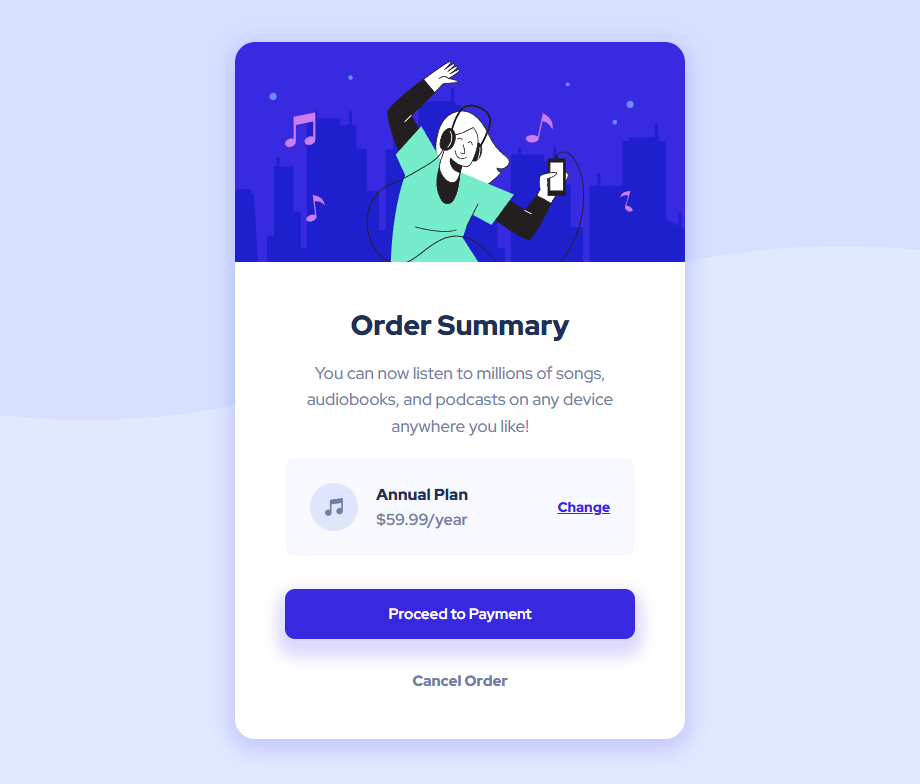 Order Summary
You can now listen to millions of songs,
audiobooks, and podcasts on any device
anywhere you like!
Annual Plan
$59.99/year
Change
Proceed to Payment
Cancel Order